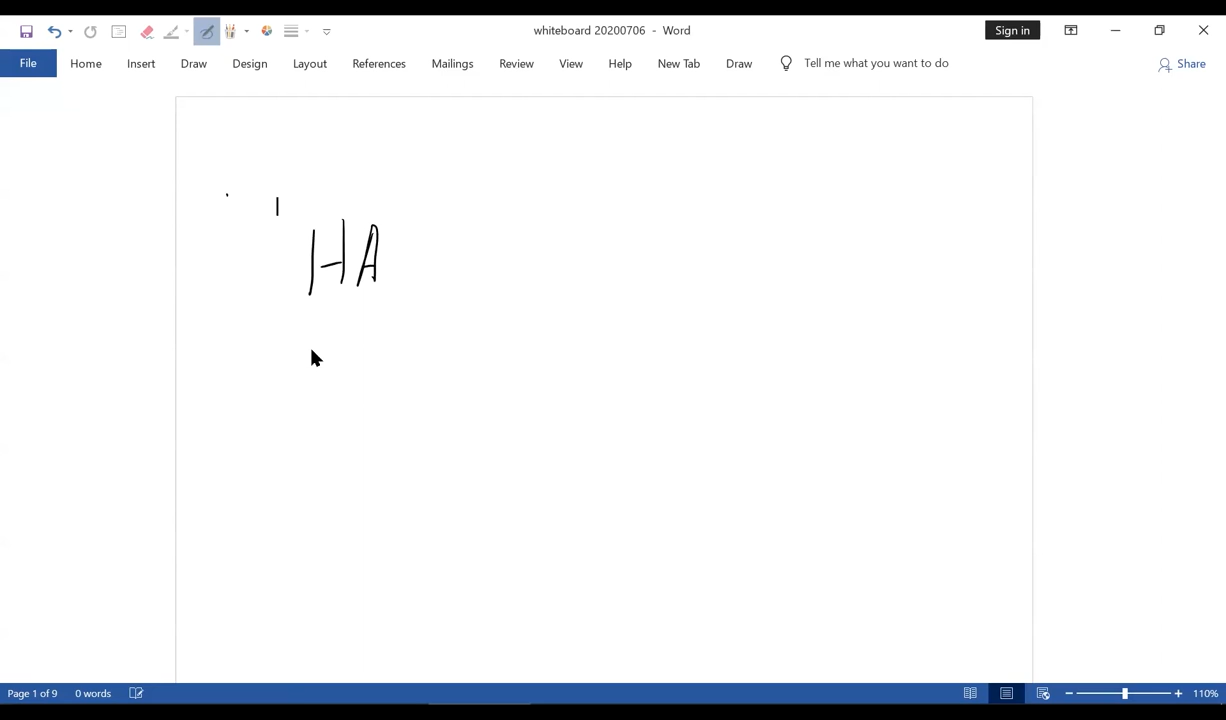 whiteboard 20200706 - Word
Sign in
File Home Insert Draw Design Layout References Mailings Review View Help New Tab Draw Tell me what you want to do Share
HA
Page 1 of 9 0 words 110%